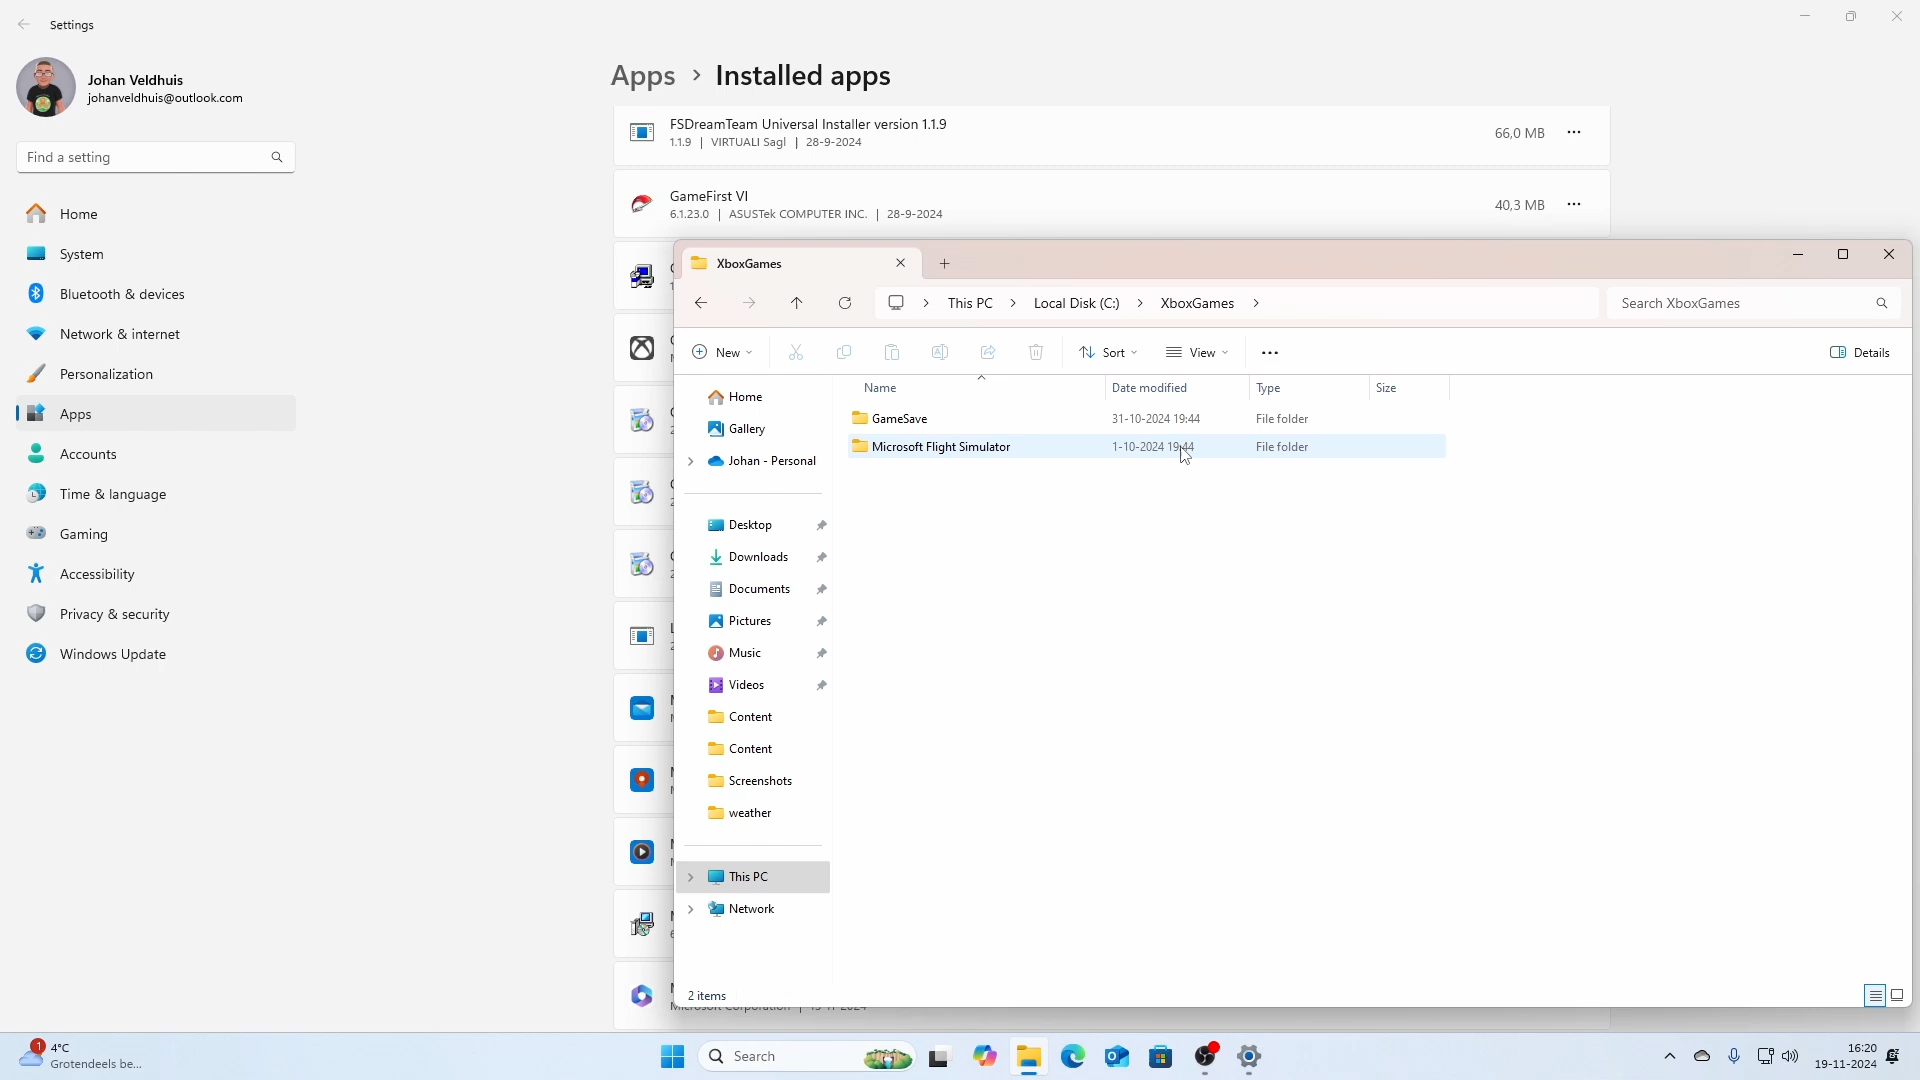 Settings
Johan Veldhuis
johanveldhuis@outlook.com
Find a setting
Home
System
Bluetooth & devices
Network & internet
Personalization
Apps
Accounts
Time & language
Gaming
Accessibility
Privacy & security
Windows Update
Apps > Installed apps
FSDreamTeam Universal Installer version 1.1.9
1.1.9 | VIRTUALI Sagl | 28-9-2024
66,0 MB
GameFirst VI
6.1.23.0 | ASUSTek COMPUTER INC. | 28-9-2024
40,3 MB
XboxGames
This PC > Local Disk (C:) > XboxGames >
Search XboxGames
New
Sort
View
Details
Home
Gallery
Johan - Personal
Desktop
Downloads
Documents
Pictures
Music
Videos
Content
Content
Screenshots
weather
This PC
Network
Name Date modified Type Size
GameSave 31-10-2024 19:44 File folder
Microsoft Flight Simulator 1-10-2024 19:44 File folder
2 items
1
4°C
Grotendeels be...
Search
16:20
19-11-2024